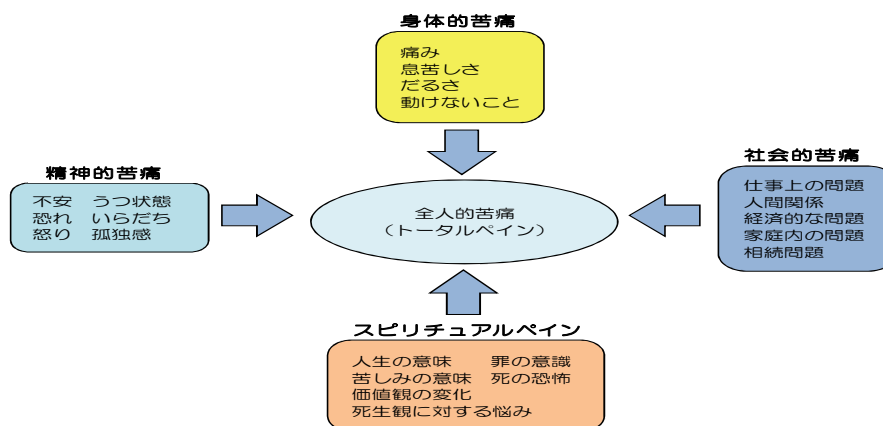 身体的苦痛
痛み
息苦しさ
だるさ
動けないこと
精神的苦痛
不安　うつ状態
恐れ　いらだち
怒り　孤独感
全人的苦痛
（トータルペイン）
社会的苦痛
仕事上の問題
人間関係
経済的な問題
家庭内の問題
相続問題
スピリチュアルペイン
人生の意味　　罪の意識
苦しみの意味　死の恐怖
価値観の変化
死生観に対する悩み